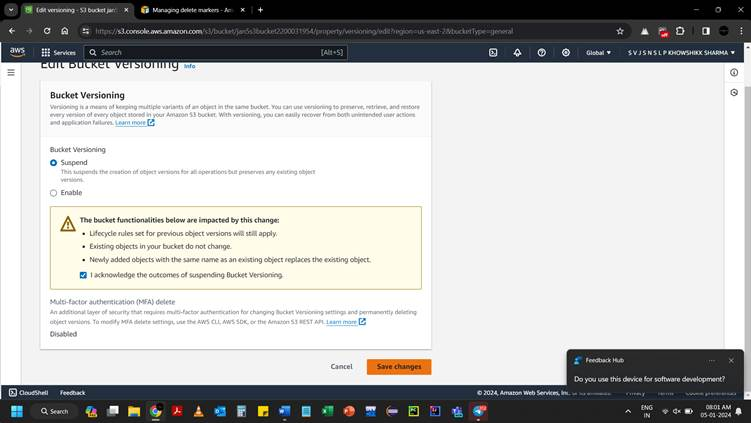 Edit versioning - S3 bucket jan5s
Managing delete markers - Am
https://s3.console.aws.amazon.com/s3/bucket/jan5s3bucket2200031954/property/versioning/edit?region=us-east-2&bucketType=general
aws Services Search [Alt+S] Global S V J S N S L P KHOWSHIKK SHARMA
Edit Bucket Versioning Info
Bucket Versioning
Versioning is a means of keeping multiple variants of an object in the same bucket. You can use versioning to preserve, retrieve, and restore
every version of every object stored in your Amazon S3 bucket. With versioning, you can easily recover from both unintended user actions
and application failures. Learn more
Bucket Versioning
Suspend
This suspends the creation of object versions for all operations but preserves any existing object
versions.
Enable
The bucket functionalities below are impacted by this change:
• Lifecycle rules set for previous object versions will still apply.
• Existing objects in your bucket do not change.
• Newly added objects with the same name as an existing object replaces the existing object.
I acknowledge the outcomes of suspending Bucket Versioning.
Multi-factor authentication (MFA) delete
An additional layer of security that requires multi-factor authentication for changing Bucket Versioning settings and permanently deleting
object versions. To modify MFA delete settings, use the AWS CLI, AWS SDK, or the Amazon S3 REST API. Learn more
Disabled
Cancel Save changes
Feedback Hub
Do you use this device for software development?
CloudShell Feedback © 2024, Amazon Web Services, Inc. or its affiliates. Privacy Terms Cookie preferences
Search ENG IN 08:01 AM 05-01-2024